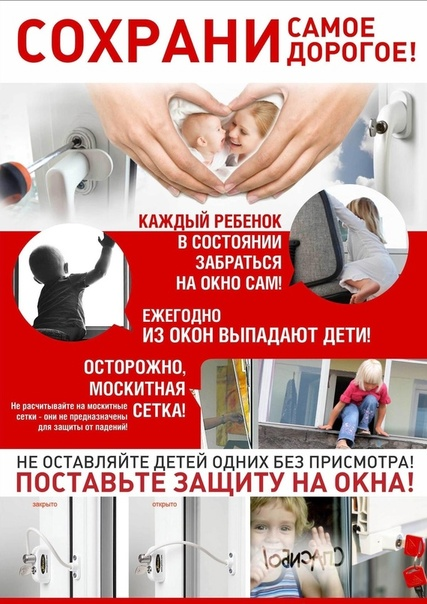 СОХРАНИ САМОЕ
ДОРОГОЕ!
КАЖДЫЙ РЕБЕНОК
В СОСТОЯНИИ
ЗАБРАТЬСЯ
НА ОКНО САМ!
ЕЖЕГОДНО
ИЗ ОКОН ВЫПАДАЮТ ДЕТИ!
ОСТОРОЖНО,
МОСКИТНАЯ
СЕТКА!
Не расчитывайте на москитные
сетки - они не предназначены
для защиты от падений!
НЕ ОСТАВЛЯЙТЕ ДЕТЕЙ ОДНИХ БЕЗ ПРИСМОТРА!
ПОСТАВЬТЕ ЗАЩИТУ НА ОКНА!
закрыто
открыто
СПАСИБО!